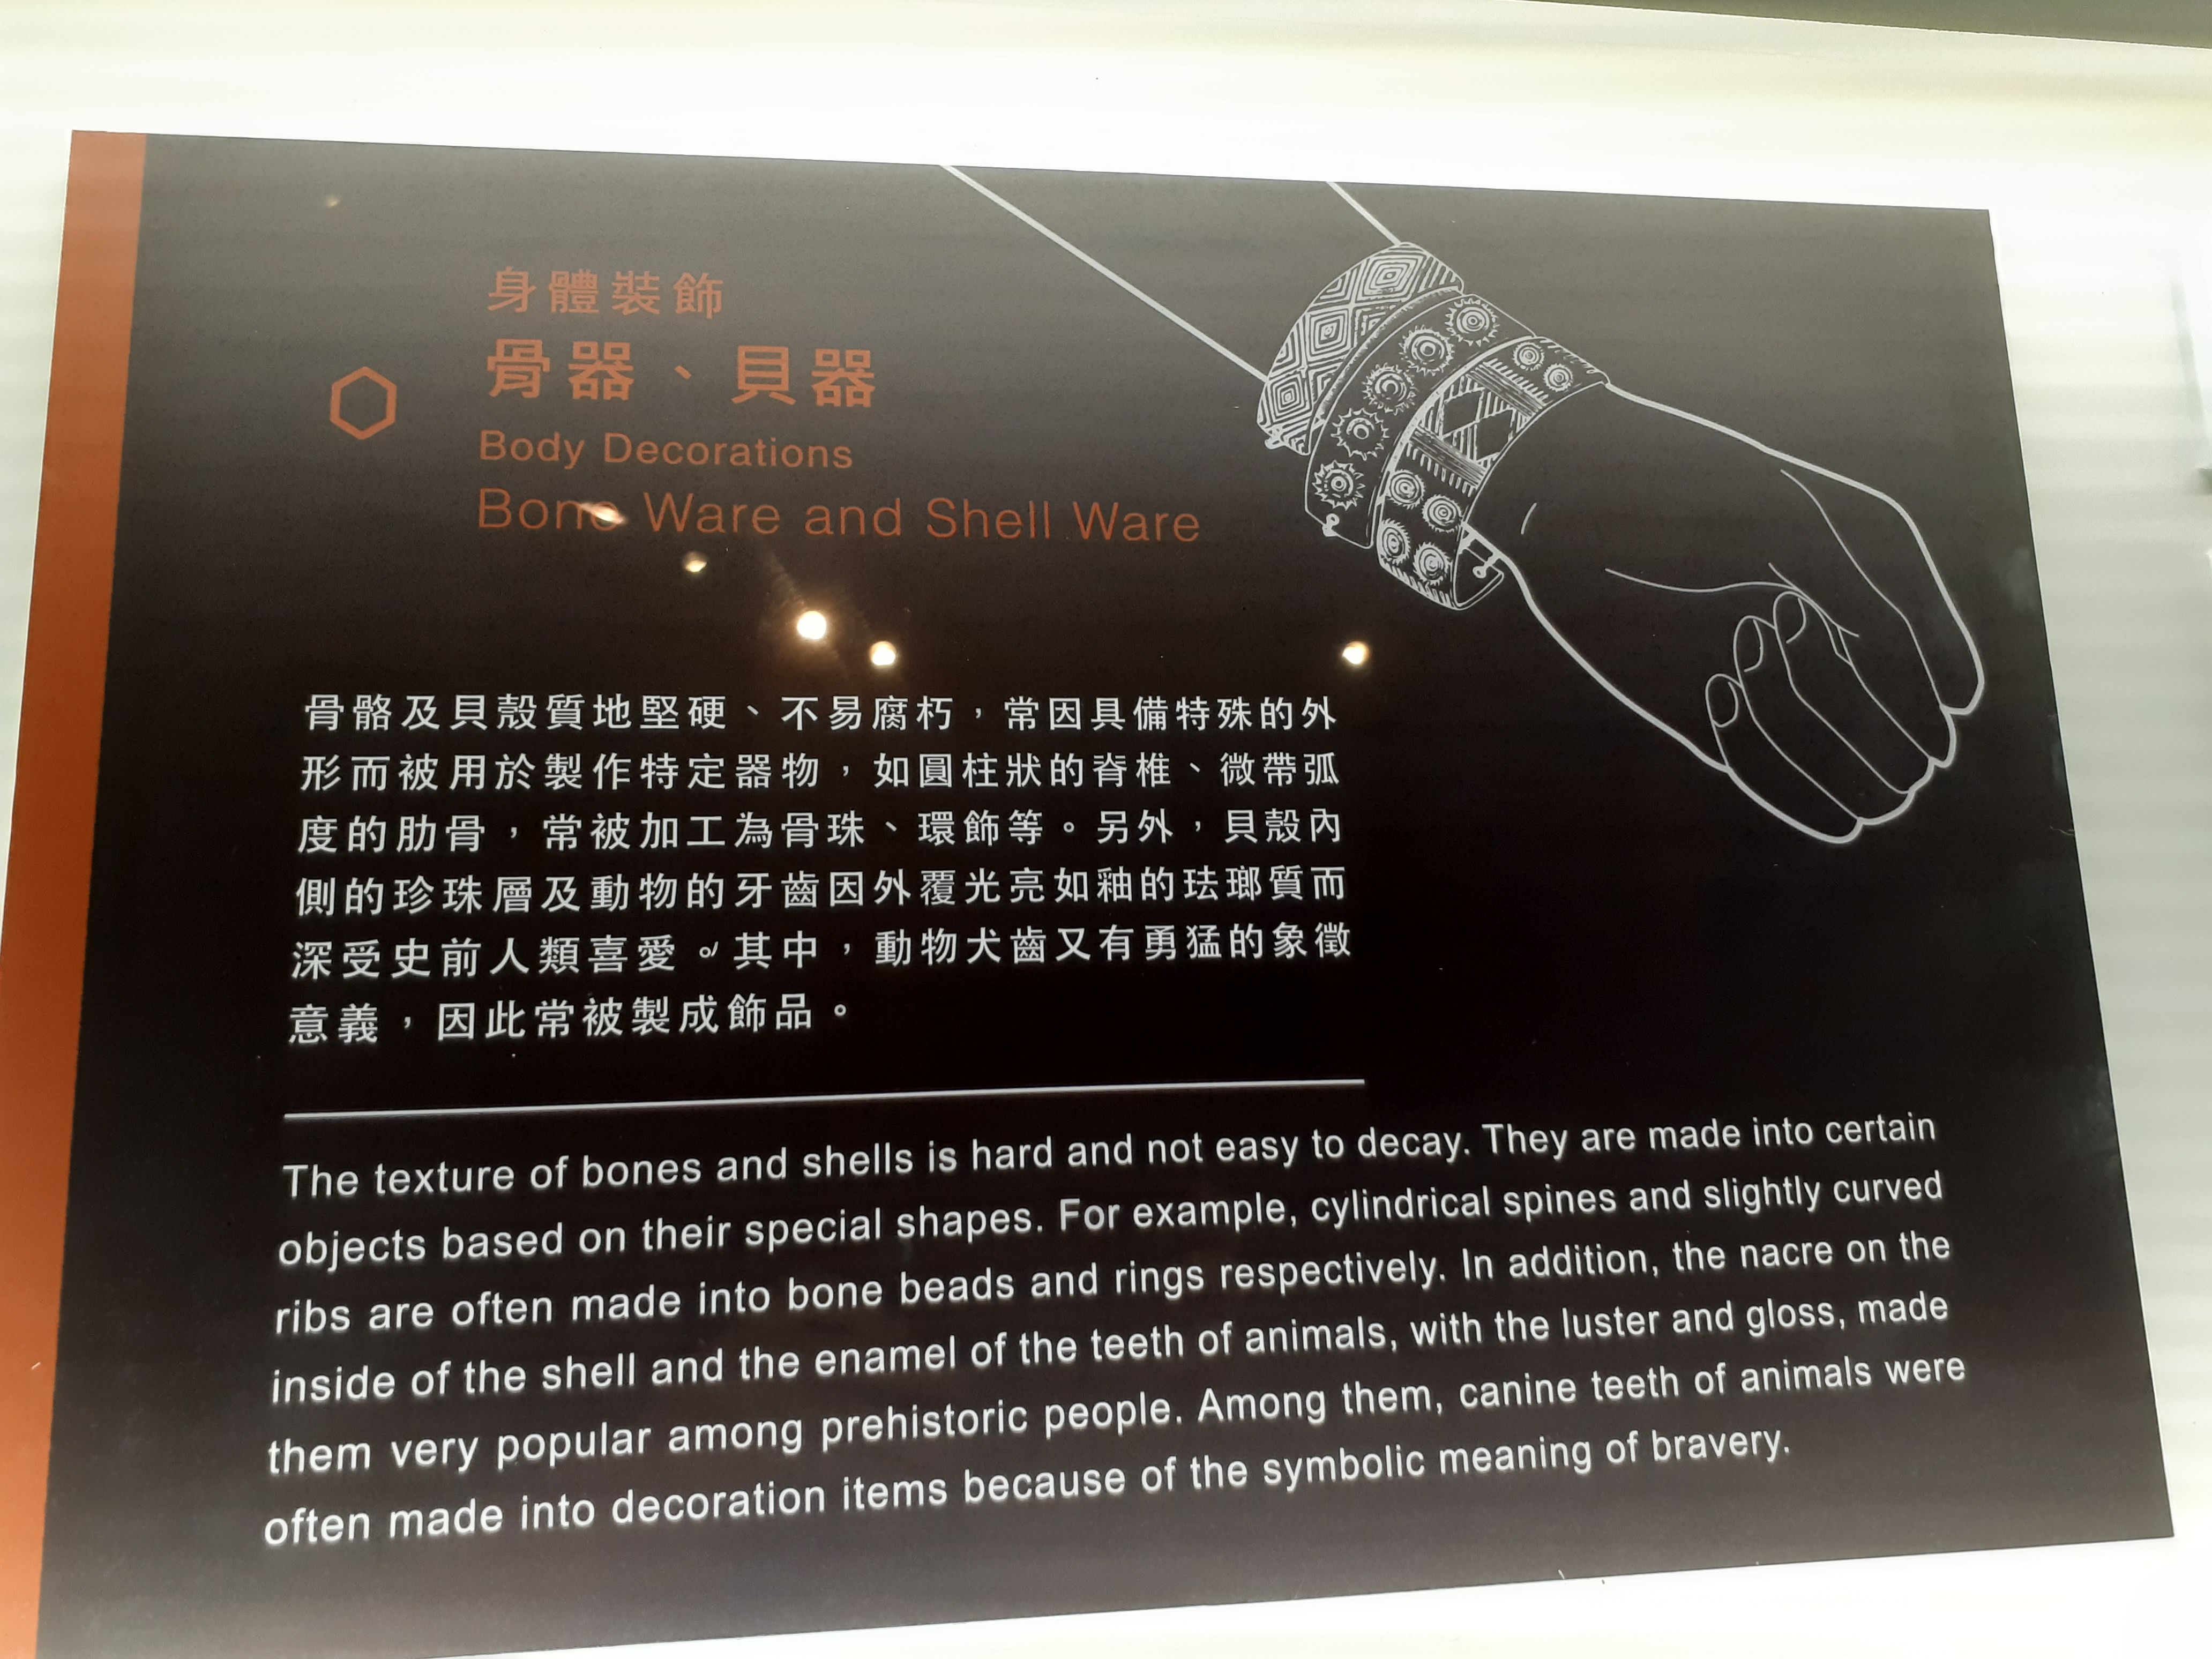 身體裝飾
骨器、貝器
Body Decorations
Bone Ware and Shell Ware
骨骼及貝殼質地堅硬、不易腐朽，常因具備特殊的外
形而被用於製作特定器物，如圓柱狀的脊椎、微帶弧
度的肋骨，常被加工為骨珠、環飾等。另外，貝殼內
側的珍珠層及動物的牙齒因外覆光亮如釉的琺瑯質而
深受史前人類喜愛。其中，動物犬齒又有勇猛的象徵
意義，因此常被製成飾品。
The texture of bones and shells is hard and not easy to decay. They are made into certain
objects based on their special shapes. For example, cylindrical spines and slightly curved
ribs are often made into bone beads and rings respectively. In addition, the nacre on the
inside of the shell and the enamel of the teeth of animals, with the luster and gloss, made
them very popular among prehistoric people. Among them, canine teeth of animals were
often made into decoration items because of the symbolic meaning of bravery.